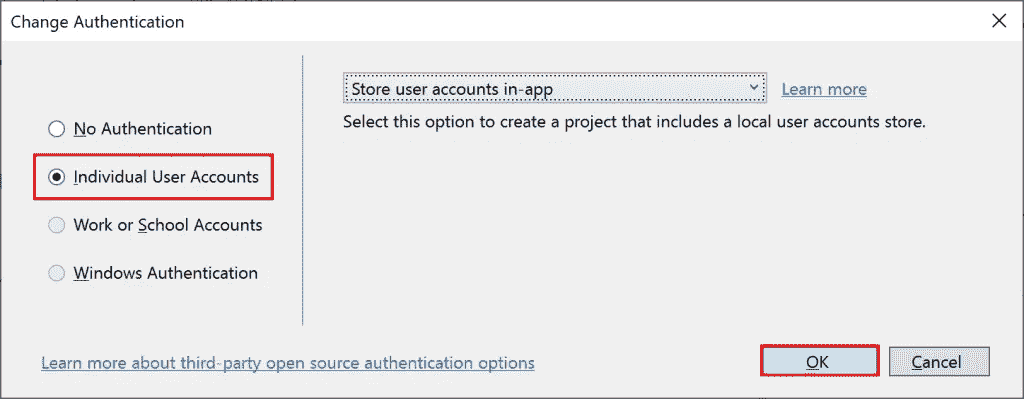 Change Authentication
No Authentication
Individual User Accounts
Work or School Accounts
Windows Authentication
Store user accounts in-app
Learn more
Select this option to create a project that includes a local user accounts store.
Learn more about third-party open source authentication options
OK
Cancel